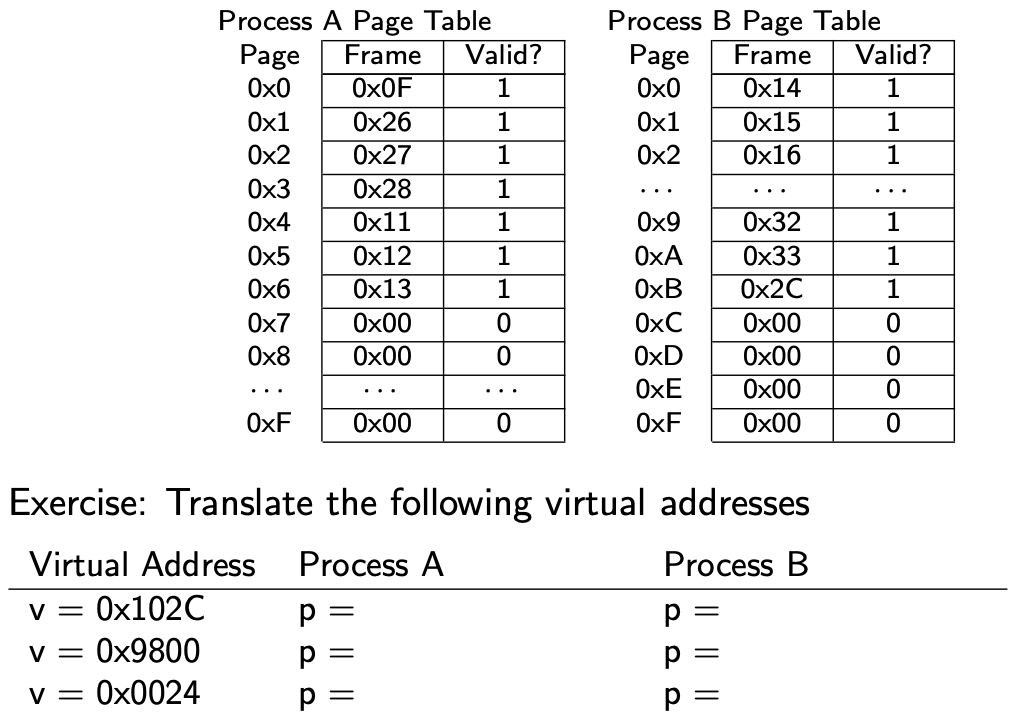 Process A Page Table Process B Page Table
Page Frame Valid? Page Frame Valid?
0x0 0x0F 1 0x0 0x14 1
0x1 0x26 1 0x1 0x15 1
0x2 0x27 1 0x2 0x16 1
0x3 0x28 1 ··· ··· ···
0x4 0x11 1 0x9 0x32 1
0x5 0x12 1 0xA 0x33 1
0x6 0x13 1 0xB 0x2C 1
0x7 0x00 0 0xC 0x00 0
0x8 0x00 0 0xD 0x00 0
··· ··· ··· 0xE 0x00 0
0xF 0x00 0 0xF 0x00 0
Exercise: Translate the following virtual addresses
Virtual Address Process A Process B
v = 0x102C p = p =
v = 0x9800 p = p =
v = 0x0024 p = p =